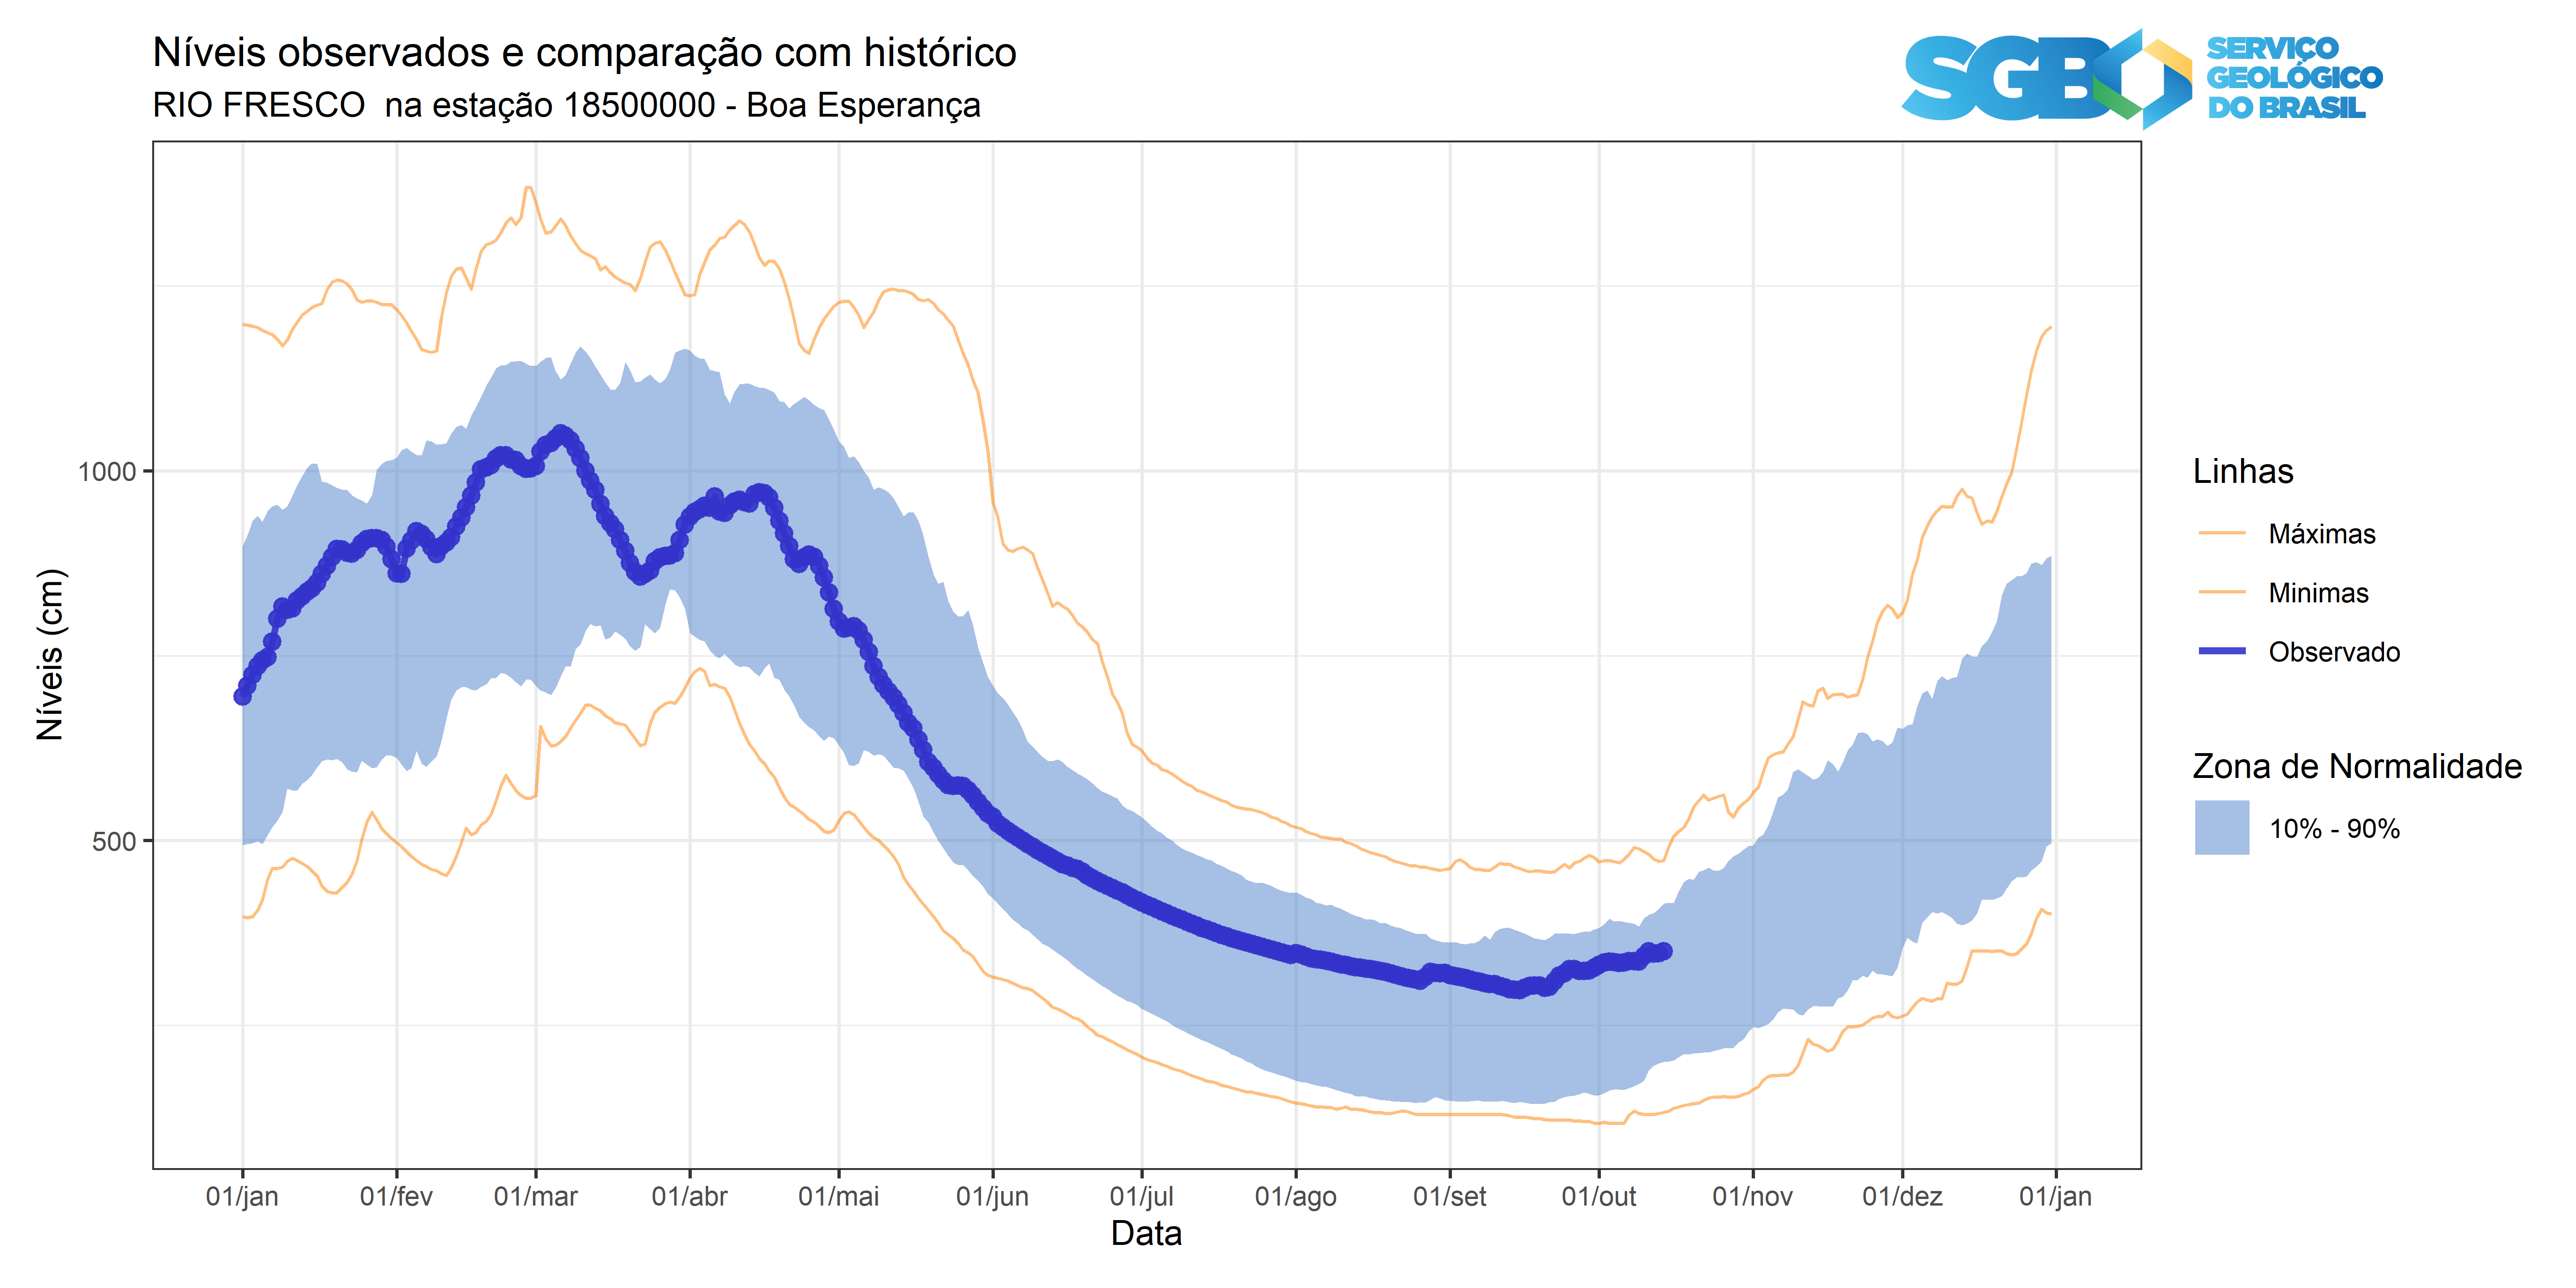 Níveis observados e comparação com histórico
RIO FRESCO  na estação 18500000 - Boa Esperança
SGB
SERVIÇO
GEOLÓGICO
DO BRASIL
Níveis (cm)
1000
500
01/jan
01/fev
01/mar
01/abr
01/mai
01/jun
01/jul
01/ago
01/set
01/out
01/nov
01/dez
01/jan
Data
Linhas
Máximas
Minimas
Observado
Zona de Normalidade
10% - 90%